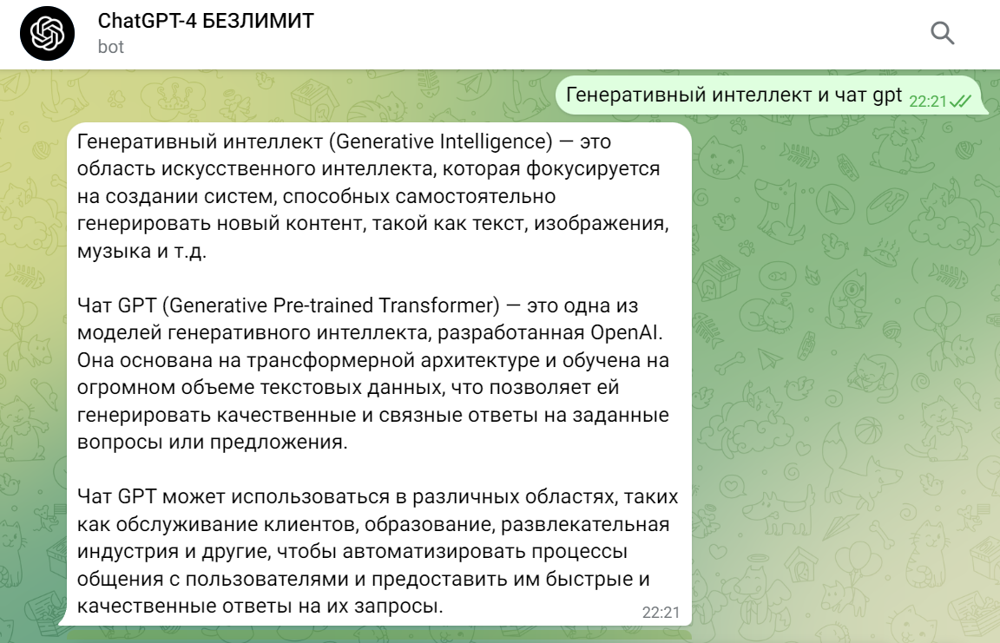 ChatGPT-4 БЕЗЛИМИТ
bot
Генеративный интеллект и чат gpt 22:21
Генеративный интеллект (Generative Intelligence) — это
область искусственного интеллекта, которая фокусируется
на создании систем, способных самостоятельно
генерировать новый контент, такой как текст, изображения,
музыка и т.д.
Чат GPT (Generative Pre-trained Transformer) — это одна из
моделей генеративного интеллекта, разработанная OpenAI.
Она основана на трансформерной архитектуре и обучена на
огромном объеме текстовых данных, что позволяет ей
генерировать качественные и связные ответы на заданные
вопросы или предложения.
Чат GPT может использоваться в различных областях, таких
как обслуживание клиентов, образование, развлекательная
индустрия и другие, чтобы автоматизировать процессы
общения с пользователями и предоставить им быстрые и
качественные ответы на их запросы.
22:21